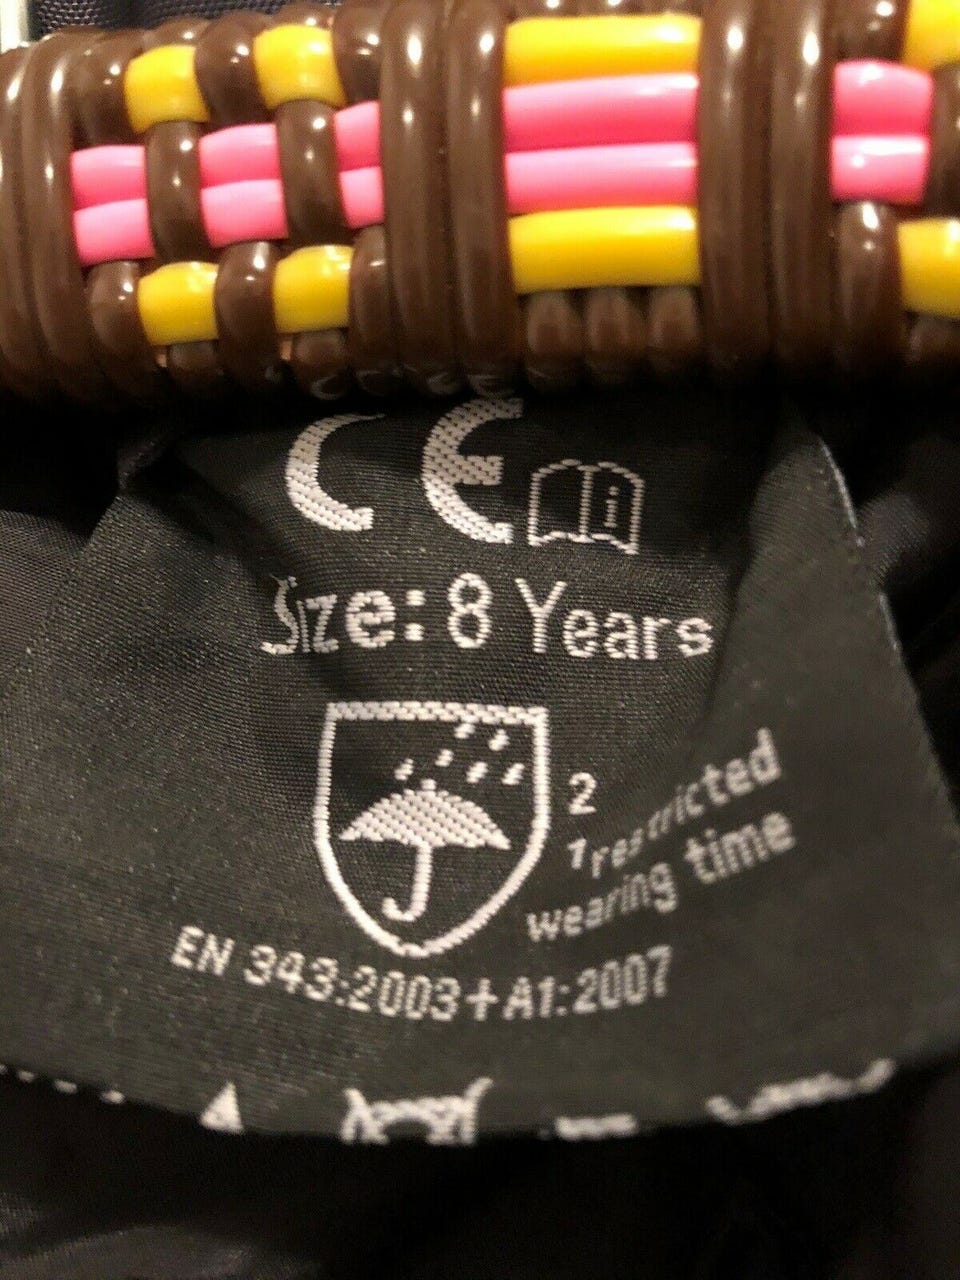 CE i
Size: 8 Years
2
1 restricted
wearing time
EN 343:2003+A1:2007